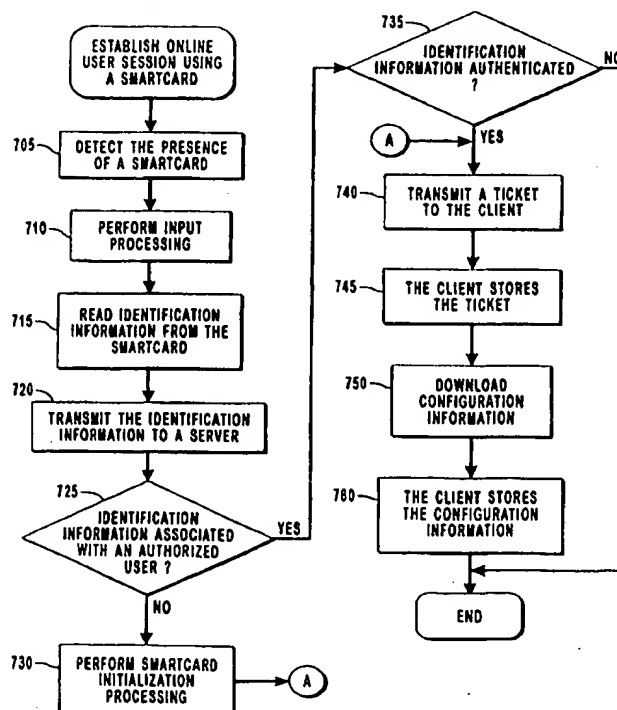 ESTABLISH ONLINE
USER SESSION USING
A SMARTCARD
705
DETECT THE PRESENCE
OF A SMARTCARD
710
PERFORM INPUT
PROCESSING
715
READ IDENTIFICATION
INFORMATION FROM THE
SMARTCARD
720
TRANSMIT THE IDENTIFICATION
INFORMATION TO A SERVER
725
IDENTIFICATION
INFORMATION ASSOCIATED
WITH AN AUTHORIZED
USER ?
YES
NO
730
PERFORM SMARTCARD
INITIALIZATION
PROCESSING
A
735
IDENTIFICATION
INFORMATION AUTHENTICATED
?
NO
A
YES
740
TRANSMIT A TICKET
TO THE CLIENT
745
THE CLIENT STORES
THE TICKET
750
DOWNLOAD
CONFIGURATION
INFORMATION
780
THE CLIENT STORES
THE CONFIGURATION
INFORMATION
END